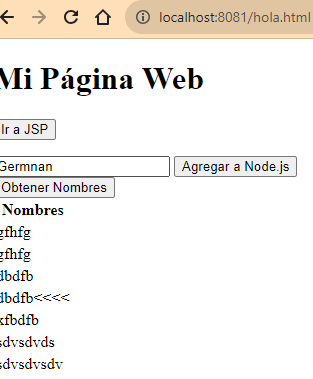 localhost:8081/hola.html
Mi Página Web
Ir a JSP
Germnan Agregar a Node.js
Obtener Nombres
Nombres
gfhfg
gfhfg
dbdfb
dbdfb<<<<
xfbdfb
sdvsdvds
sdvsdvsdv